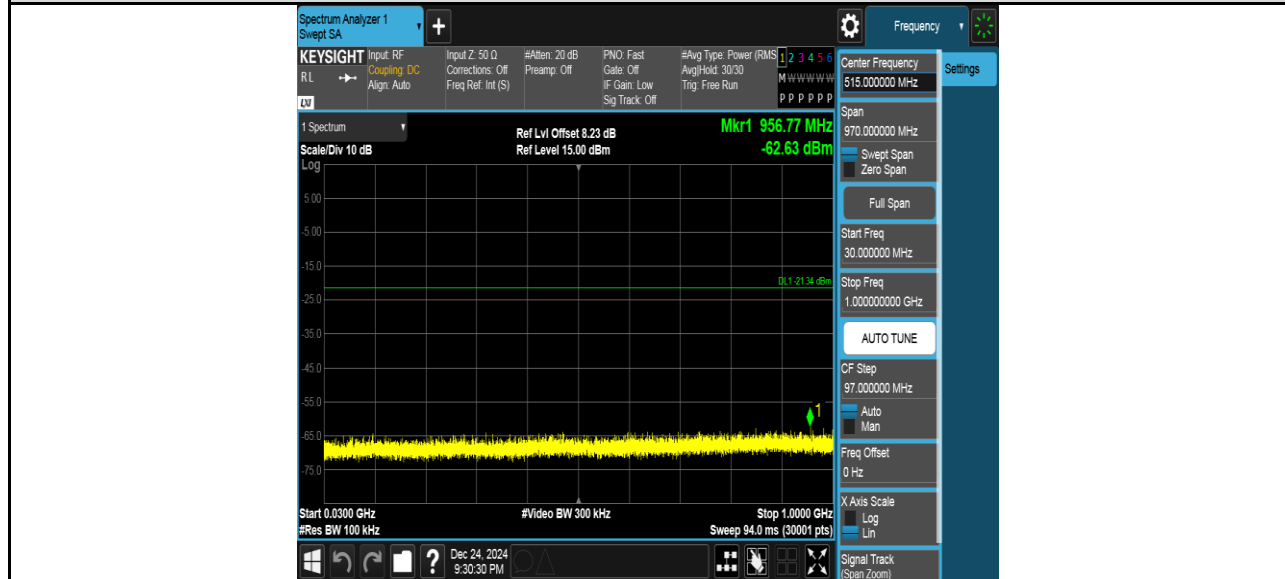 Spectrum Analyzer 1
Swept SA
+
Frequency
KEYSIGHT
RL
LXI
Input: RF
Coupling: DC
Align: Auto
Input Z: 50 Ω
Corrections: Off
Freq Ref: Int (S)
#Atten: 20 dB
Preamp: Off
PNO: Fast
Gate: Off
IF Gain: Low
Sig Track: Off
#Avg Type: Power (RMS
Avg|Hold: 30/30
Trig: Free Run
1 2 3 4 5 6
M W W W W W
P P P P P P
1 Spectrum
Scale/Div 10 dB
Ref Lvl Offset 8.23 dB
Ref Level 15.00 dBm
Mkr1 956.77 MHz
-62.63 dBm
Log
5.00
-5.00
-15.0
DL1 -21.34 dBm
-25.0
-35.0
-45.0
-55.0
1
-65.0
-75.0
Start 0.0300 GHz
#Video BW 300 kHz
Stop 1.0000 GHz
#Res BW 100 kHz
Sweep 94.0 ms (30001 pts)
?
Dec 24, 2024
9:30:30 PM
Center Frequency
515.000000 MHz
Settings
Span
970.000000 MHz
Swept Span
Zero Span
Full Span
Start Freq
30.000000 MHz
Stop Freq
1.000000000 GHz
AUTO TUNE
CF Step
97.000000 MHz
Auto
Man
Freq Offset
0 Hz
X Axis Scale
Log
Lin
Signal Track
(Span Zoom)